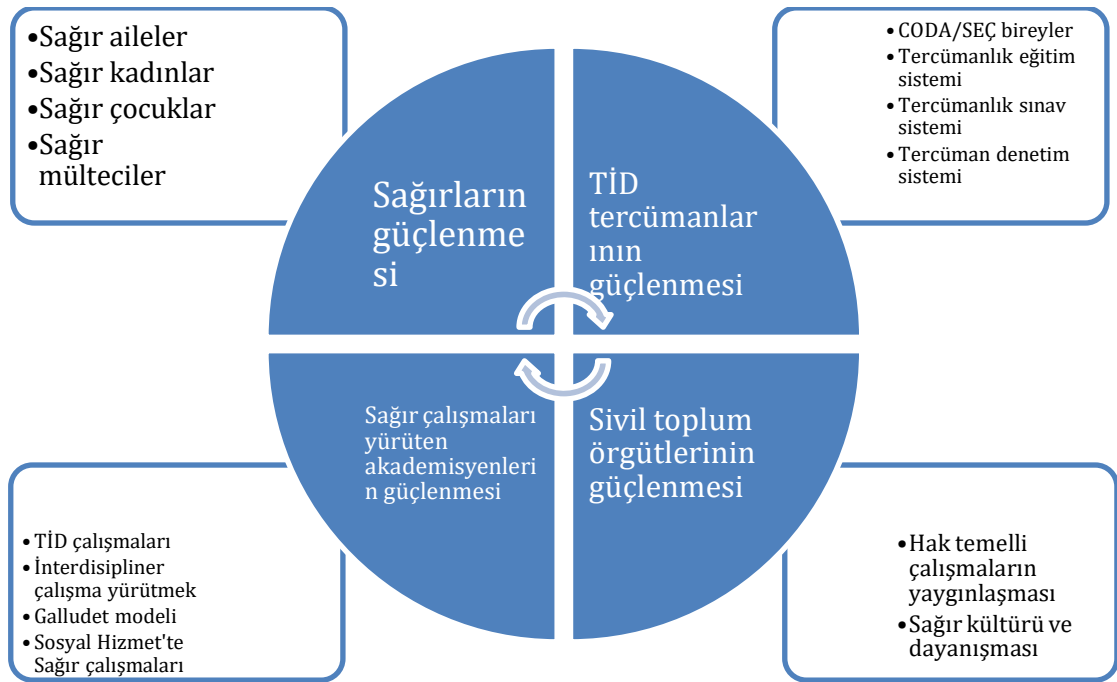 •Sağır aileler
•Sağır kadınlar
•Sağır çocuklar
•Sağır
mülteciler
•CODA/SEÇ bireyler
•Tercümanlık eğitim
sistemi
•Tercümanlık sınav
sistemi
•Tercüman denetim
sistemi
Sağırların
güçlenme
si
TİD
tercümanlar
ının
güçlenmesi
Sağır çalışmaları
yürüten
akademisyenleri
n güçlenmesi
Sivil toplum
örgütlerinin
güçlenmesi
•TİD çalışmaları
•İnterdisipliner
çalışma yürütmek
•Galludet modeli
•Sosyal Hizmet'te
Sağır çalışmaları
•Hak temelli
çalışmaların
yaygınlaşması
•Sağır kültürü ve
dayanışması